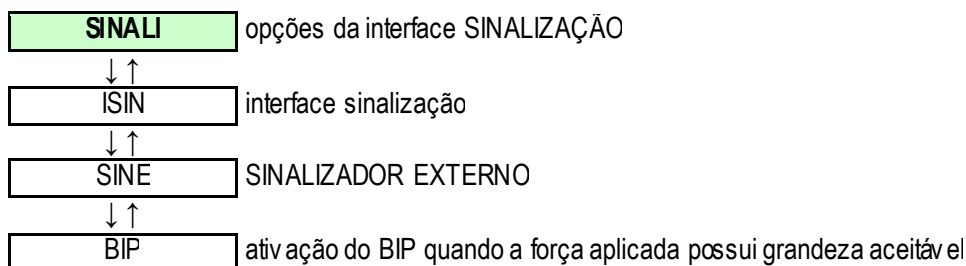 SINALI opções da interface SINALIZAÇÃO
↓ ↑
ISIN interface sinalização
↓ ↑
SINE SINALIZADOR EXTERNO
↓ ↑
BIP ativação do BIP quando a força aplicada possui grandeza aceitável